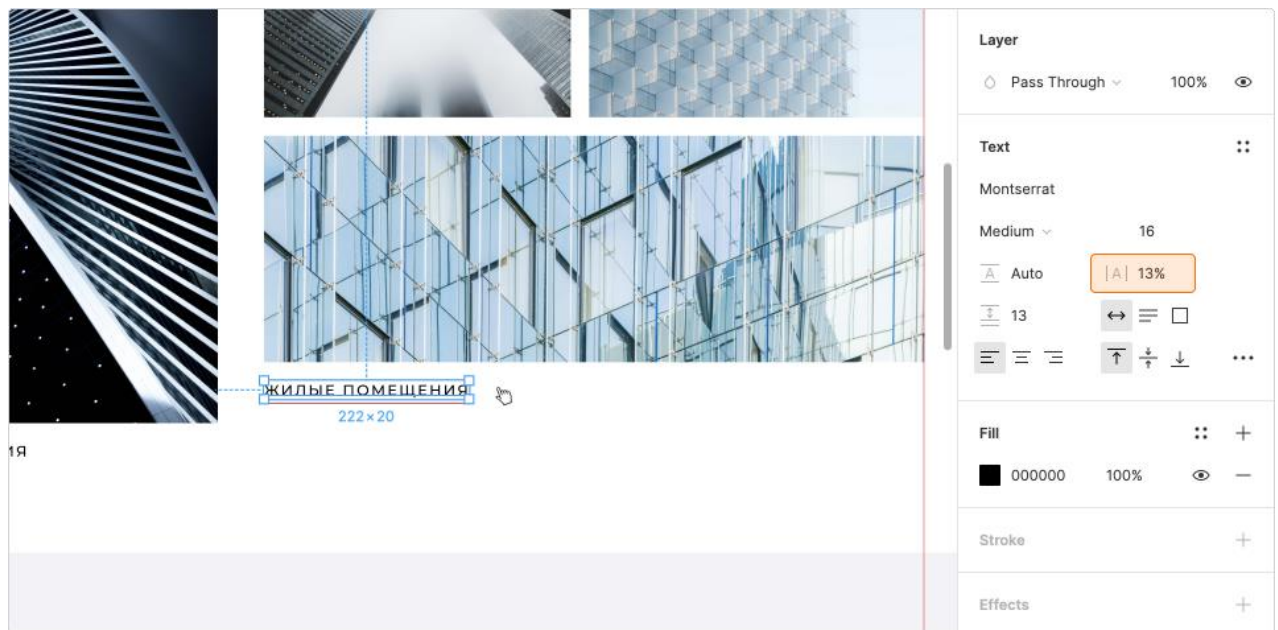 ЖИЛЫЕ ПОМЕЩЕНИЯ
222×20
ИЯ
Layer
Pass Through 100%
Text
Montserrat
Medium 16
A Auto |A| 13%
13
Fill
000000 100%
Stroke
Effects